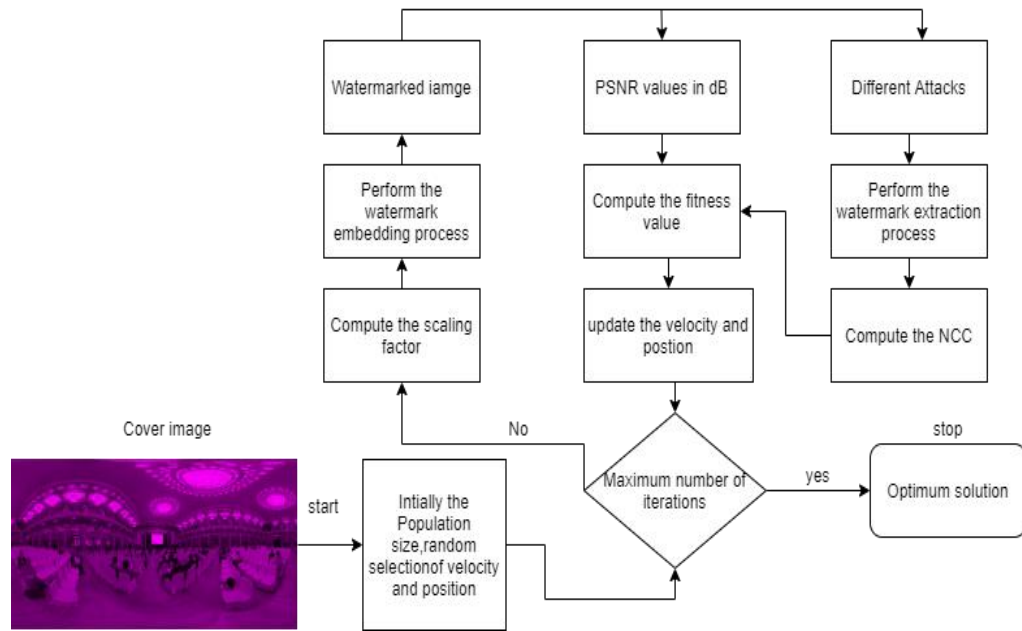 Watermarked iamge
PSNR values in dB
Different Attacks
Perform the
watermark
embedding process
Compute the fitness
value
Perform the
watermark extraction
process
Compute the scaling
factor
update the velocity and
postion
Compute the NCC
Cover image
No
stop
start
Intially the
Population
size,random
selectionof velocity
and position
Maximum number of
iterations
yes
Optimum solution